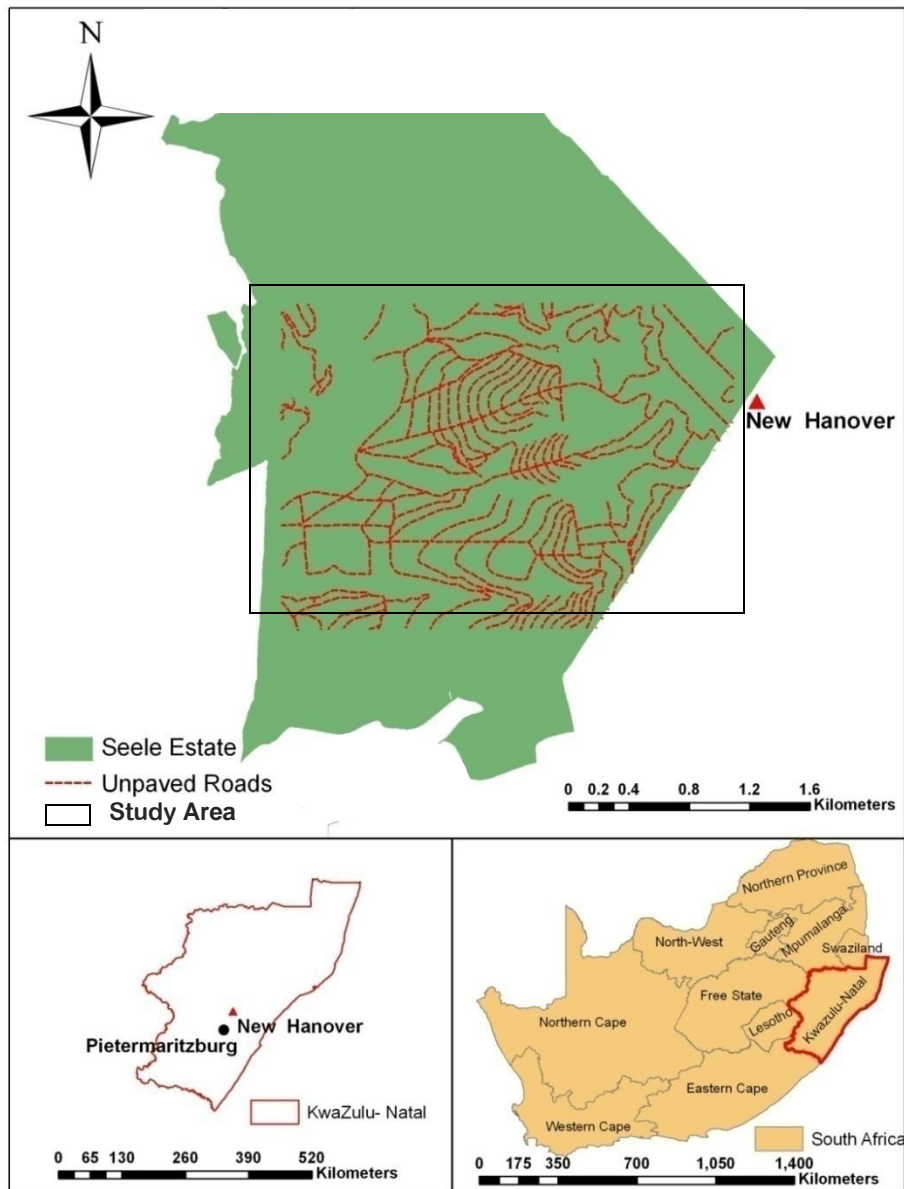 N
New Hanover
Seele Estate
Unpaved Roads
Study Area
0 0.2 0.4 0.8 1.2 1.6
Kilometers
New Hanover
Pietermaritzburg
KwaZulu- Natal
0 65 130 260 390 520
Kilometers
Northern Province
Gauteng
Mpumalanga
North-West
Swaziland
Free State
Lesotho
Kwazulu-Natal
Northern Cape
Eastern Cape
Western Cape
South Africa
0 175 350 700 1,050 1,400
Kilometers